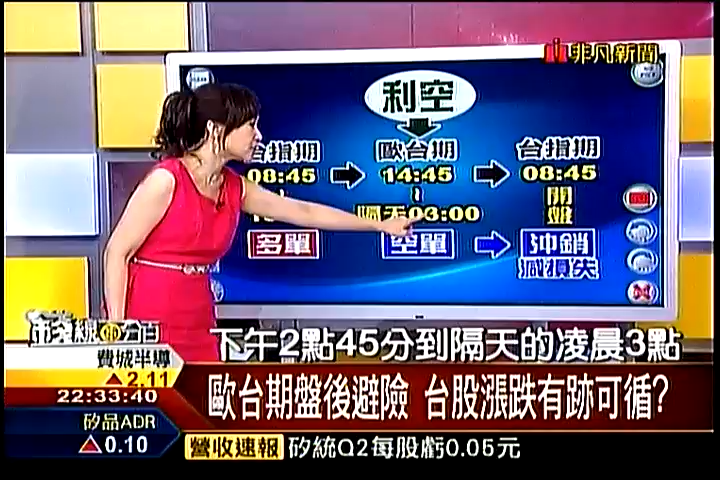 非凡新聞
利空
台指期 歐台期 台指期
08:45 14:45 08:45
隔天03:00 開盤
多單 空單 沖銷
減損失
下午2點45分到隔天的凌晨3點
費城半導
▲2.11
22:33:40
歐台期盤後避險 台股漲跌有跡可循?
矽品ADR
▲0.10
營收速報 矽統Q2每股虧0.05元